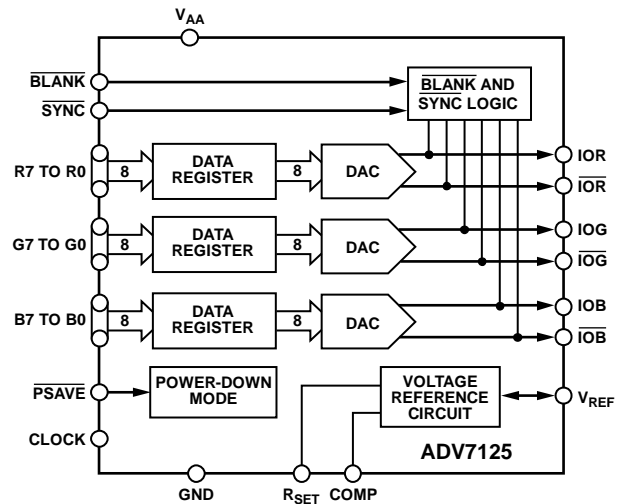 VAA
BLANK
SYNC
BLANK AND
SYNC LOGIC
R7 TO R0
8
DATA
REGISTER
8
DAC
IOR
IOR
G7 TO G0
8
DATA
REGISTER
8
DAC
IOG
IOG
B7 TO B0
8
DATA
REGISTER
8
DAC
IOB
IOB
PSAVE
POWER-DOWN
MODE
VOLTAGE
REFERENCE
CIRCUIT
VREF
CLOCK
ADV7125
GND
RSET
COMP